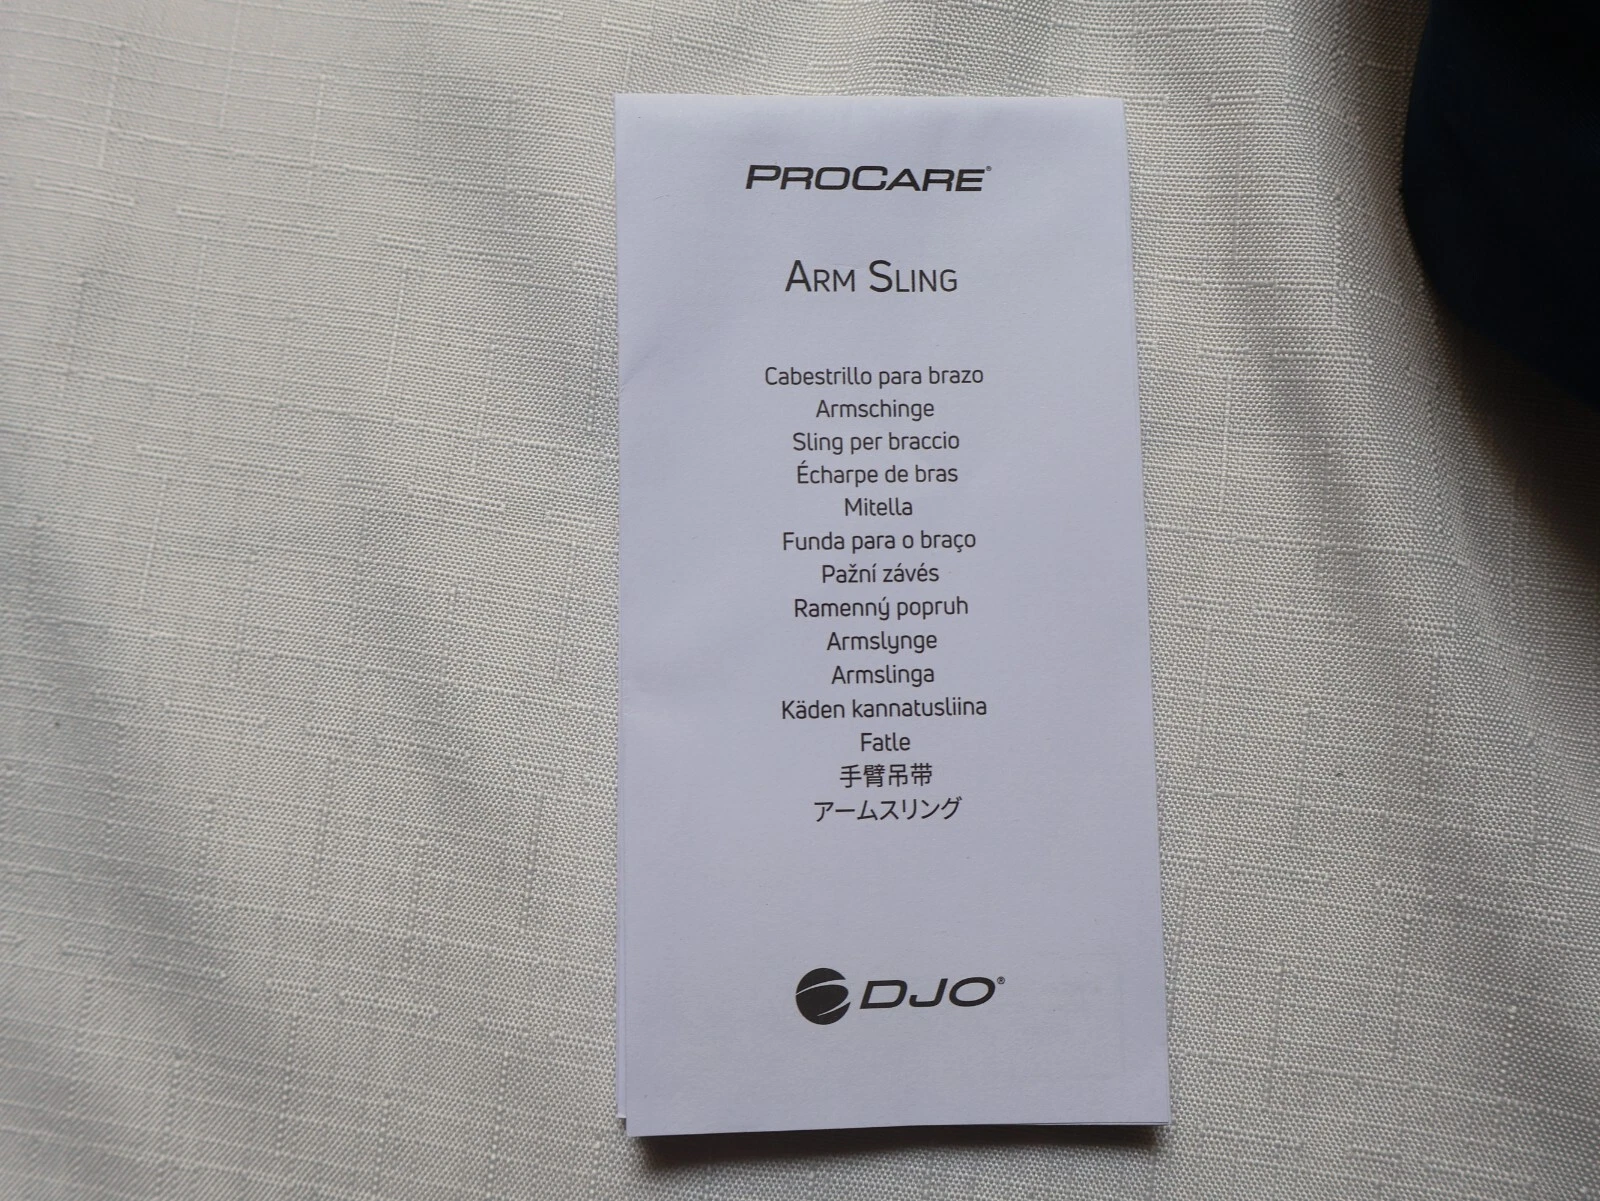 PROCARE®
ARM SLING
Cabestrillo para brazo
Armschinge
Sling per braccio
Écharpe de bras
Mitella
Funda para o braço
Pažní závés
Ramenný popruh
Armslynge
Armslinga
Käden kannatusliina
Fatle
手臂吊带
アームスリング
DJO®